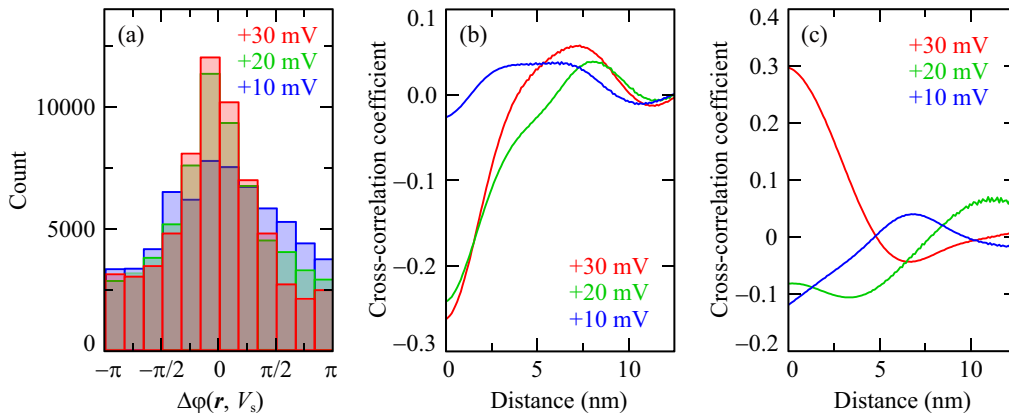 (a)
+30 mV
+20 mV
+10 mV
Count
10000
5000
0
−π
−π/2
0
π/2
π
Δφ(r, Vs)
(b)
Cross-correlation coefficient
0.1
0.0
−0.1
−0.2
−0.3
+30 mV
+20 mV
+10 mV
0
5
10
Distance (nm)
(c)
+30 mV
+20 mV
+10 mV
Cross-correlation coefficient
0.4
0.3
0.2
0.1
0
−0.1
−0.2
0
5
10
Distance (nm)